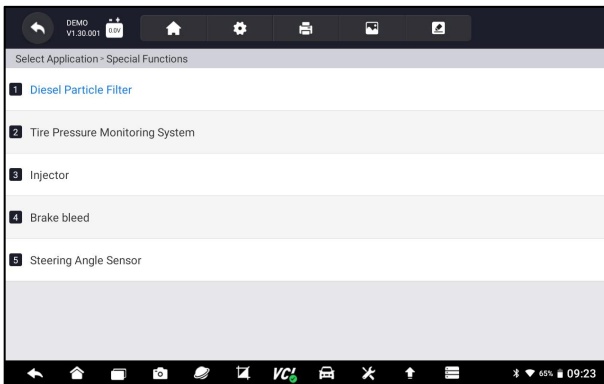 DEMO
V1.30.001
0.0V
Select Application > Special Functions
1 Diesel Particle Filter
2 Tire Pressure Monitoring System
3 Injector
4 Brake bleed
5 Steering Angle Sensor
VCI
65% 09:23